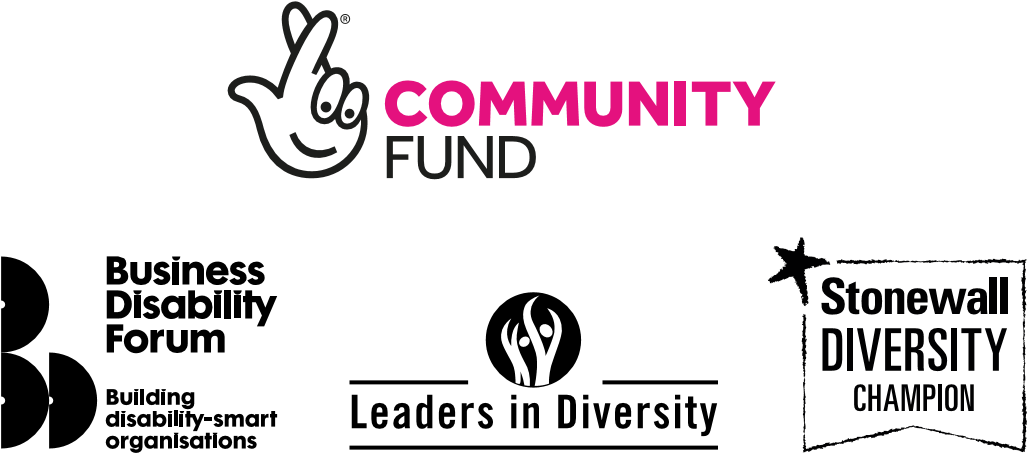 ®
COMMUNITY
FUND
Business
Disability
Forum
Building
disability-smart
organisations
Leaders in Diversity
Stonewall
DIVERSITY
CHAMPION